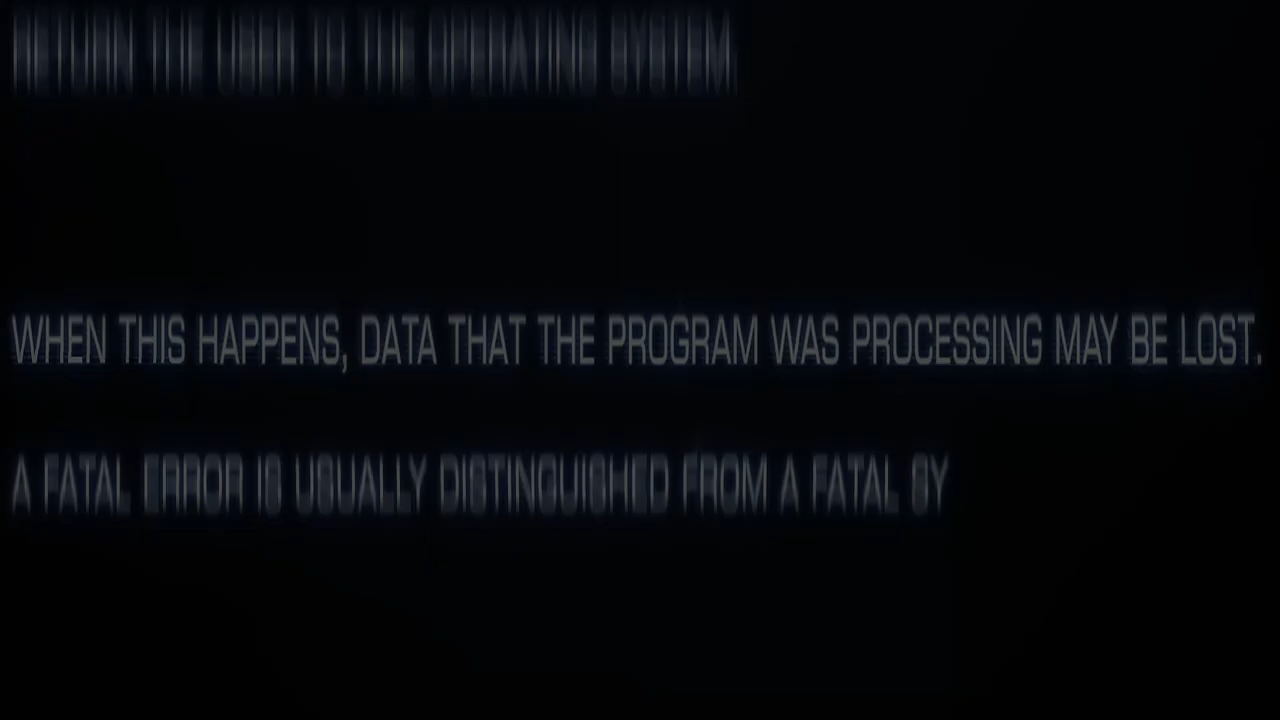 RETURN THE USER TO THE OPERATING SYSTEM.
WHEN THIS HAPPENS, DATA THAT THE PROGRAM WAS PROCESSING MAY BE LOST.
A FATAL ERROR IS USUALLY DISTINGUISHED FROM A FATAL SY